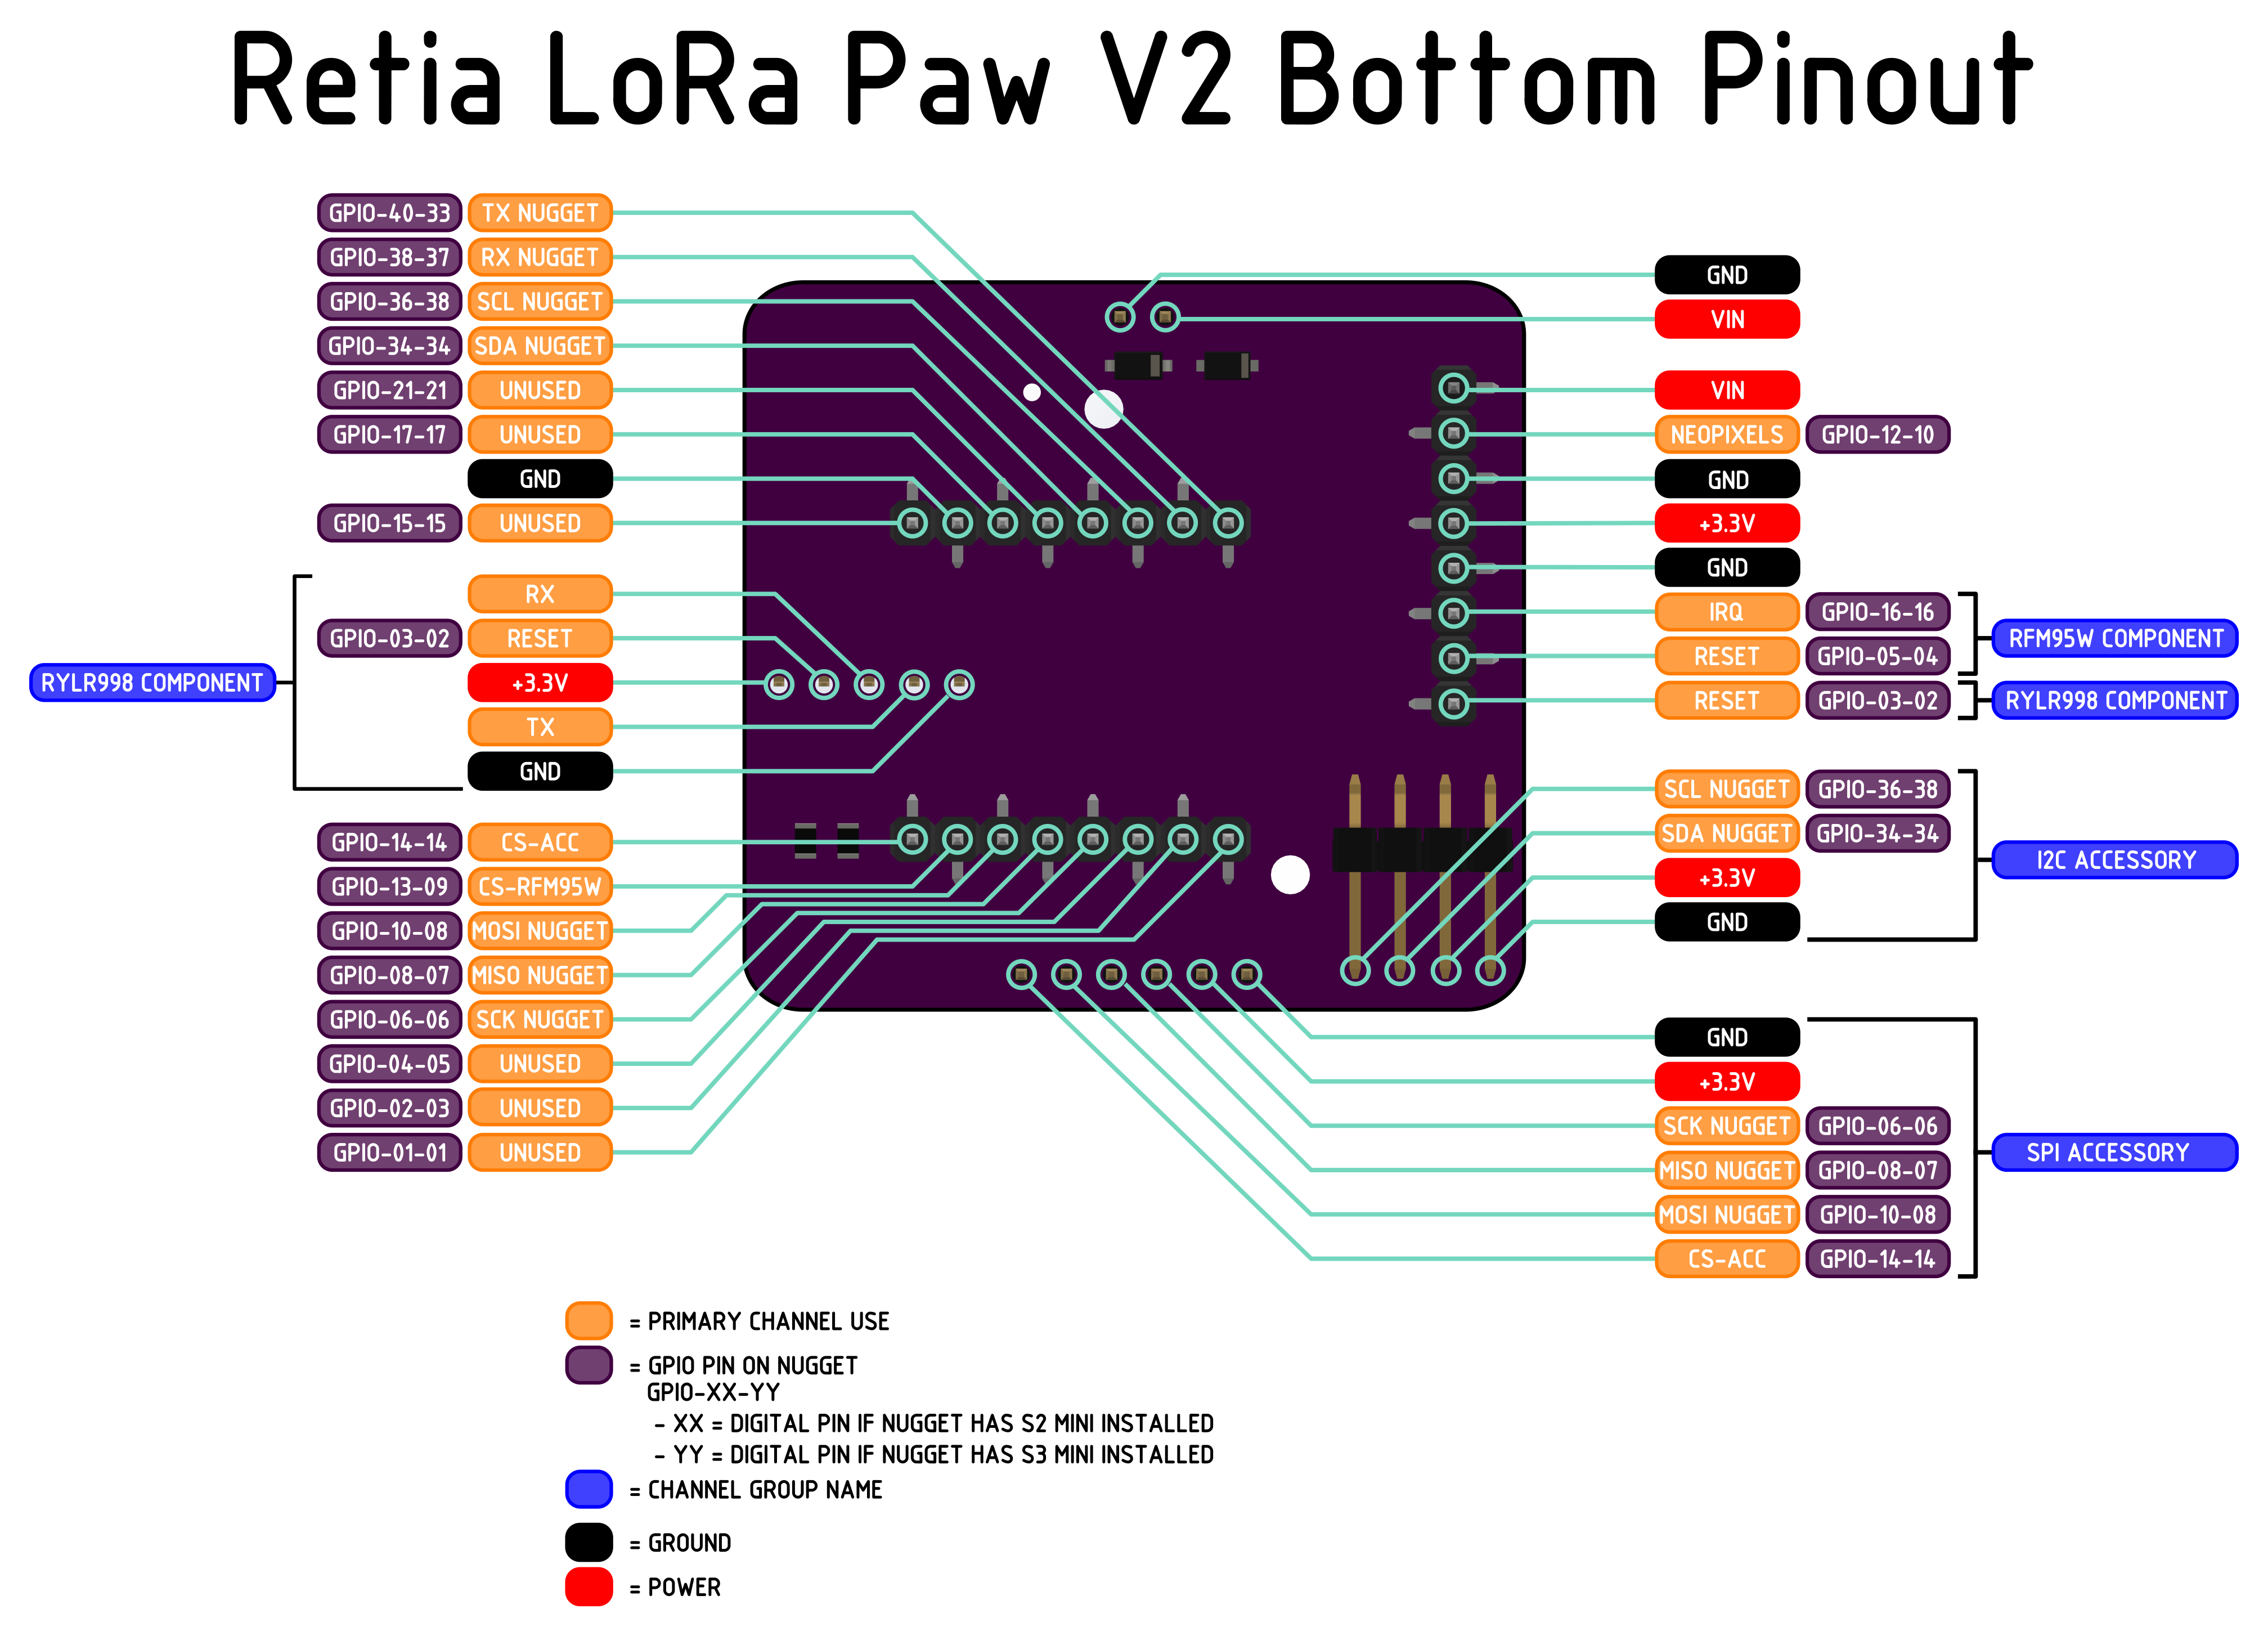 Retia LoRa Paw V2 Bottom Pinout
GPIO-40-33 TX NUGGET
GPIO-38-37 RX NUGGET
GPIO-36-38 SCL NUGGET
GPIO-34-34 SDA NUGGET
GPIO-21-21 UNUSED
GPIO-17-17 UNUSED
GND
GPIO-15-15 UNUSED
RX
GPIO-03-02 RESET
RYLR998 COMPONENT +3.3V
TX
GND
GPIO-14-14 CS-ACC
GPIO-13-09 CS-RFM95W
GPIO-10-08 MOSI NUGGET
GPIO-08-07 MISO NUGGET
GPIO-06-06 SCK NUGGET
GPIO-04-05 UNUSED
GPIO-02-03 UNUSED
GPIO-01-01 UNUSED
GND
VIN
VIN
NEOPIXELS GPIO-12-10
GND
+3.3V
GND
IRQ GPIO-16-16
RFM95W COMPONENT
RESET GPIO-05-04
RESET GPIO-03-02 RYLR998 COMPONENT
SCL NUGGET GPIO-36-38
SDA NUGGET GPIO-34-34
I2C ACCESSORY
+3.3V
GND
GND
+3.3V
SCK NUGGET GPIO-06-06
SPI ACCESSORY
MISO NUGGET GPIO-08-07
MOSI NUGGET GPIO-10-08
CS-ACC GPIO-14-14
= PRIMARY CHANNEL USE
= GPIO PIN ON NUGGET
GPIO-XX-YY
- XX = DIGITAL PIN IF NUGGET HAS S2 MINI INSTALLED
- YY = DIGITAL PIN IF NUGGET HAS S3 MINI INSTALLED
= CHANNEL GROUP NAME
= GROUND
= POWER